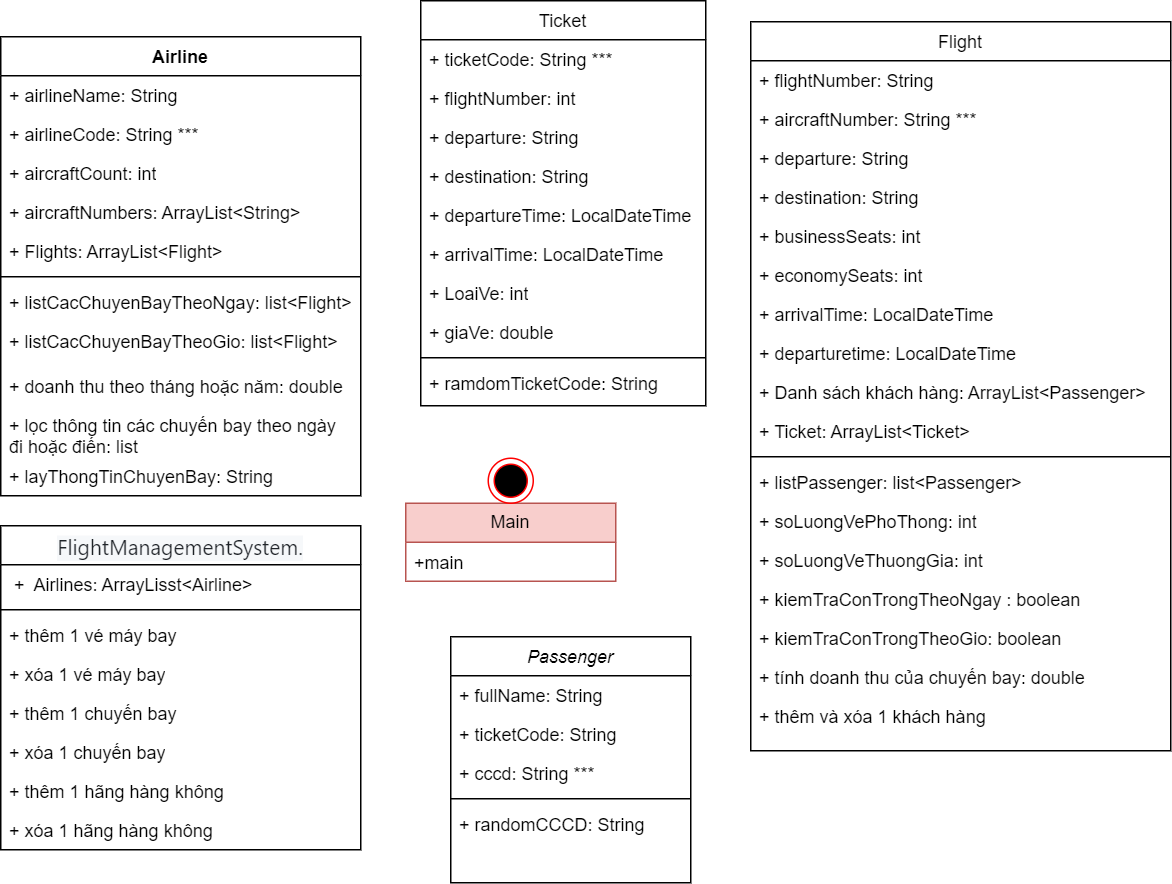 Airline
+ airlineName: String
+ airlineCode: String ***
+ aircraftCount: int
+ aircraftNumbers: ArrayList<String>
+ Flights: ArrayList<Flight>
+ listCacChuyenBayTheoNgay: list<Flight>
+ listCacChuyenBayTheoGio: list<Flight>
+ doanh thu theo tháng hoặc năm: double
+ lọc thông tin các chuyến bay theo ngày
đi hoặc điến: list
+ layThongTinChuyenBay: String
FlightManagementSystem.
+ Airlines: ArrayLisst<Airline>
+ thêm 1 vé máy bay
+ xóa 1 vé máy bay
+ thêm 1 chuyến bay
+ xóa 1 chuyến bay
+ thêm 1 hãng hàng không
+ xóa 1 hãng hàng không
Ticket
+ ticketCode: String ***
+ flightNumber: int
+ departure: String
+ destination: String
+ departureTime: LocalDateTime
+ arrivalTime: LocalDateTime
+ LoaiVe: int
+ giaVe: double
+ ramdomTicketCode: String
Main
+main
Passenger
+ fullName: String
+ ticketCode: String
+ cccd: String ***
+ randomCCCD: String
Flight
+ flightNumber: String
+ aircraftNumber: String ***
+ departure: String
+ destination: String
+ businessSeats: int
+ economySeats: int
+ arrivalTime: LocalDateTime
+ departuretime: LocalDateTime
+ Danh sách khách hàng: ArrayList<Passenger>
+ Ticket: ArrayList<Ticket>
+ listPassenger: list<Passenger>
+ soLuongVePhoThong: int
+ soLuongVeThuongGia: int
+ kiemTraConTrongTheoNgay : boolean
+ kiemTraConTrongTheoGio: boolean
+ tính doanh thu của chuyến bay: double
+ thêm và xóa 1 khách hàng